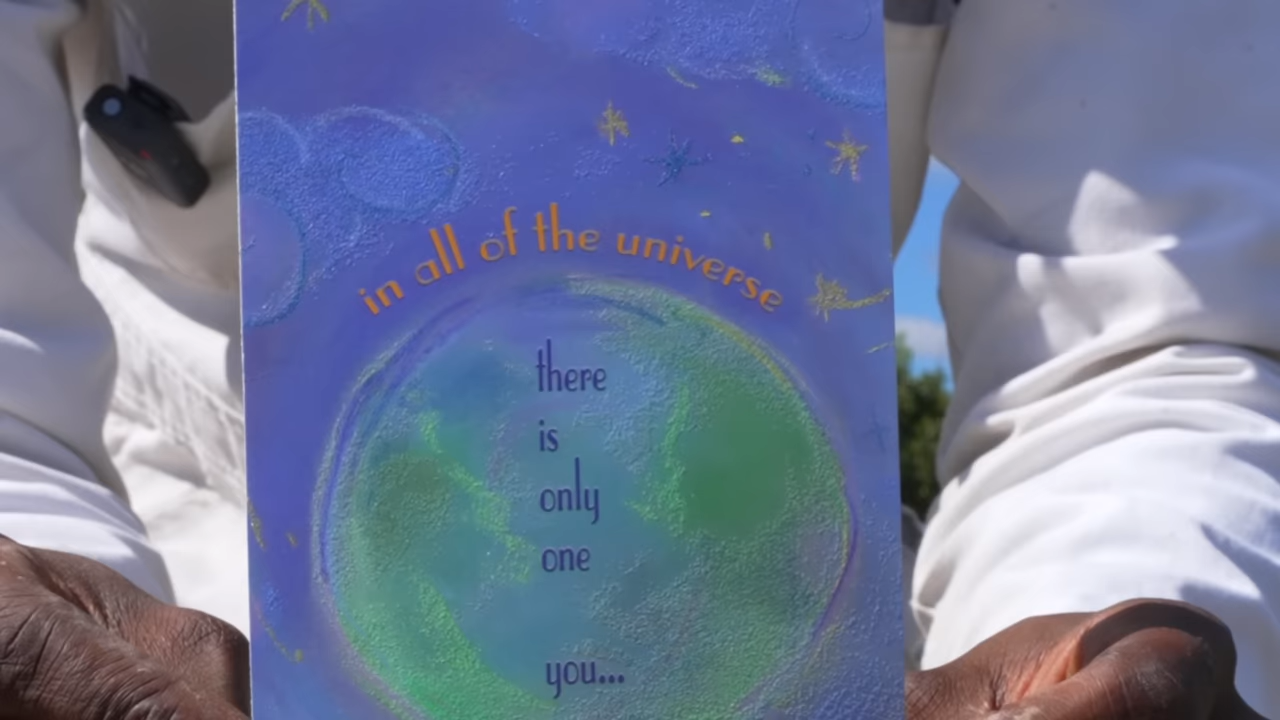 in all of the universe
there
is
only
one
you...